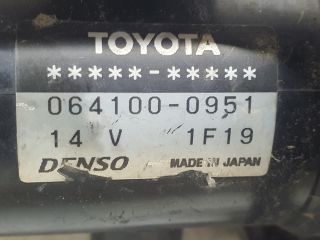 TOYOTA
*****-*****
064100-0951
14 V 1F19
DENSO MADE IN JAPAN